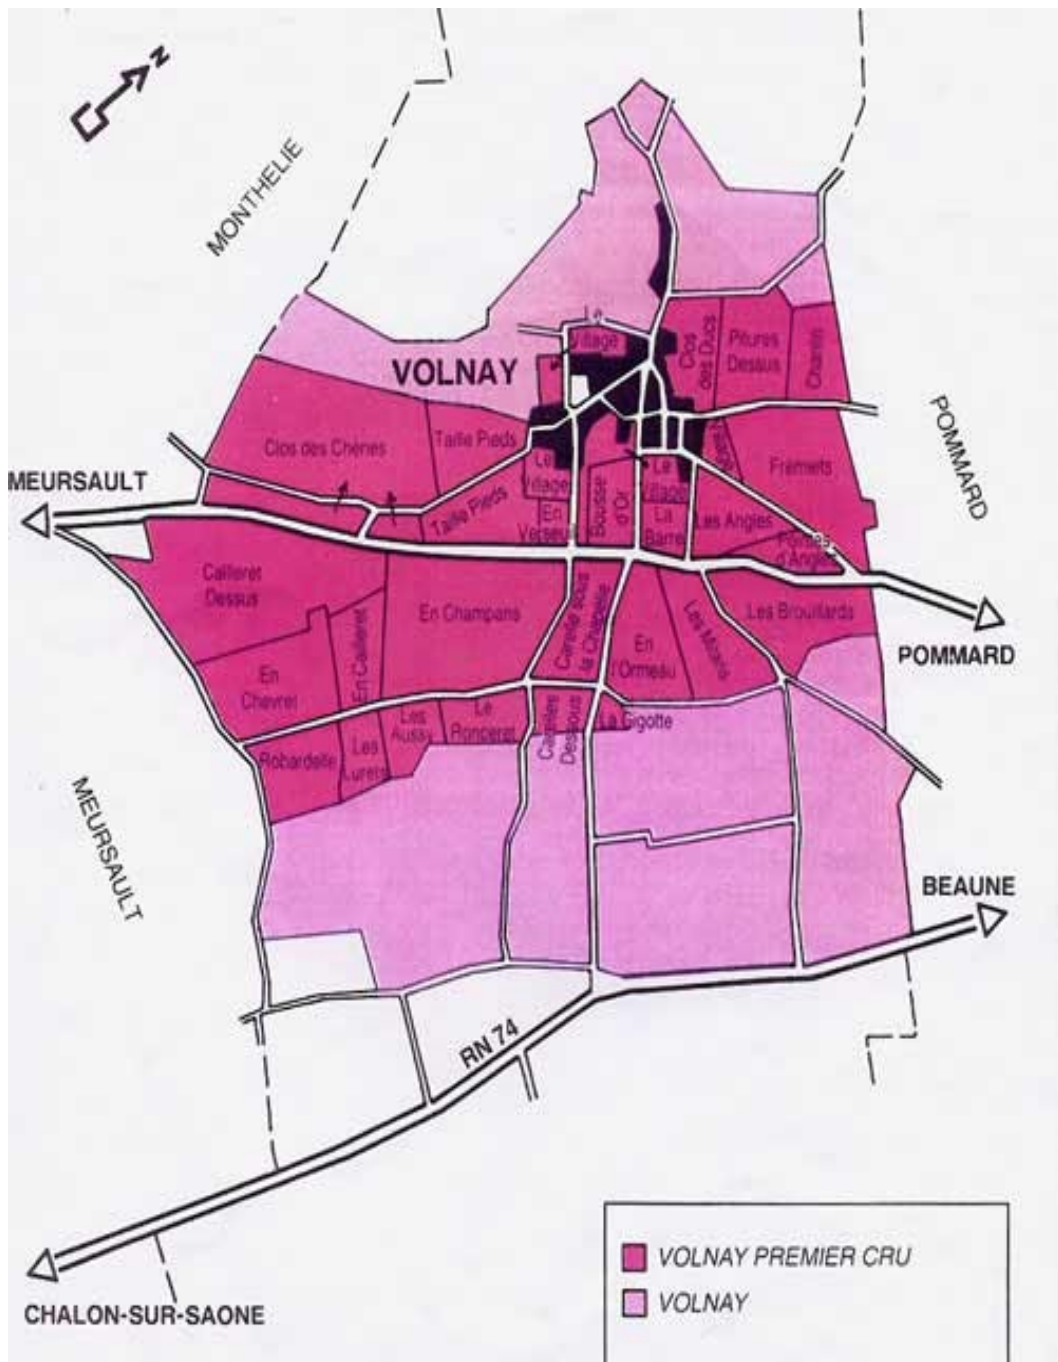 N
MONTHELIE
Le
Village
Clos
des Ducs
Pitures
Dessus
Chanlin
VOLNAY
POMMARD
Clos des Chênes
Taille Pieds
Frémiets
MEURSAULT
Le
Village
Bousse
d'Or
Le
Village
Taille Pieds
En
Verseuil
La
Barre
Les Angles
Pointes
d'Angles
Cailleret
Dessus
En Champans
Carelle sous
la Chapelle
Les Brouillards
En
l'Ormeau
Les Mitans
POMMARD
En
Chevret
En Cailleret
Les
Aussy
Le
Ronceret
Carelles
Dessous
La Gigotte
Robardelle
Les
Lurets
MEURSAULT
BEAUNE
RN 74
CHALON-SUR-SAONE
VOLNAY PREMIER CRU
VOLNAY